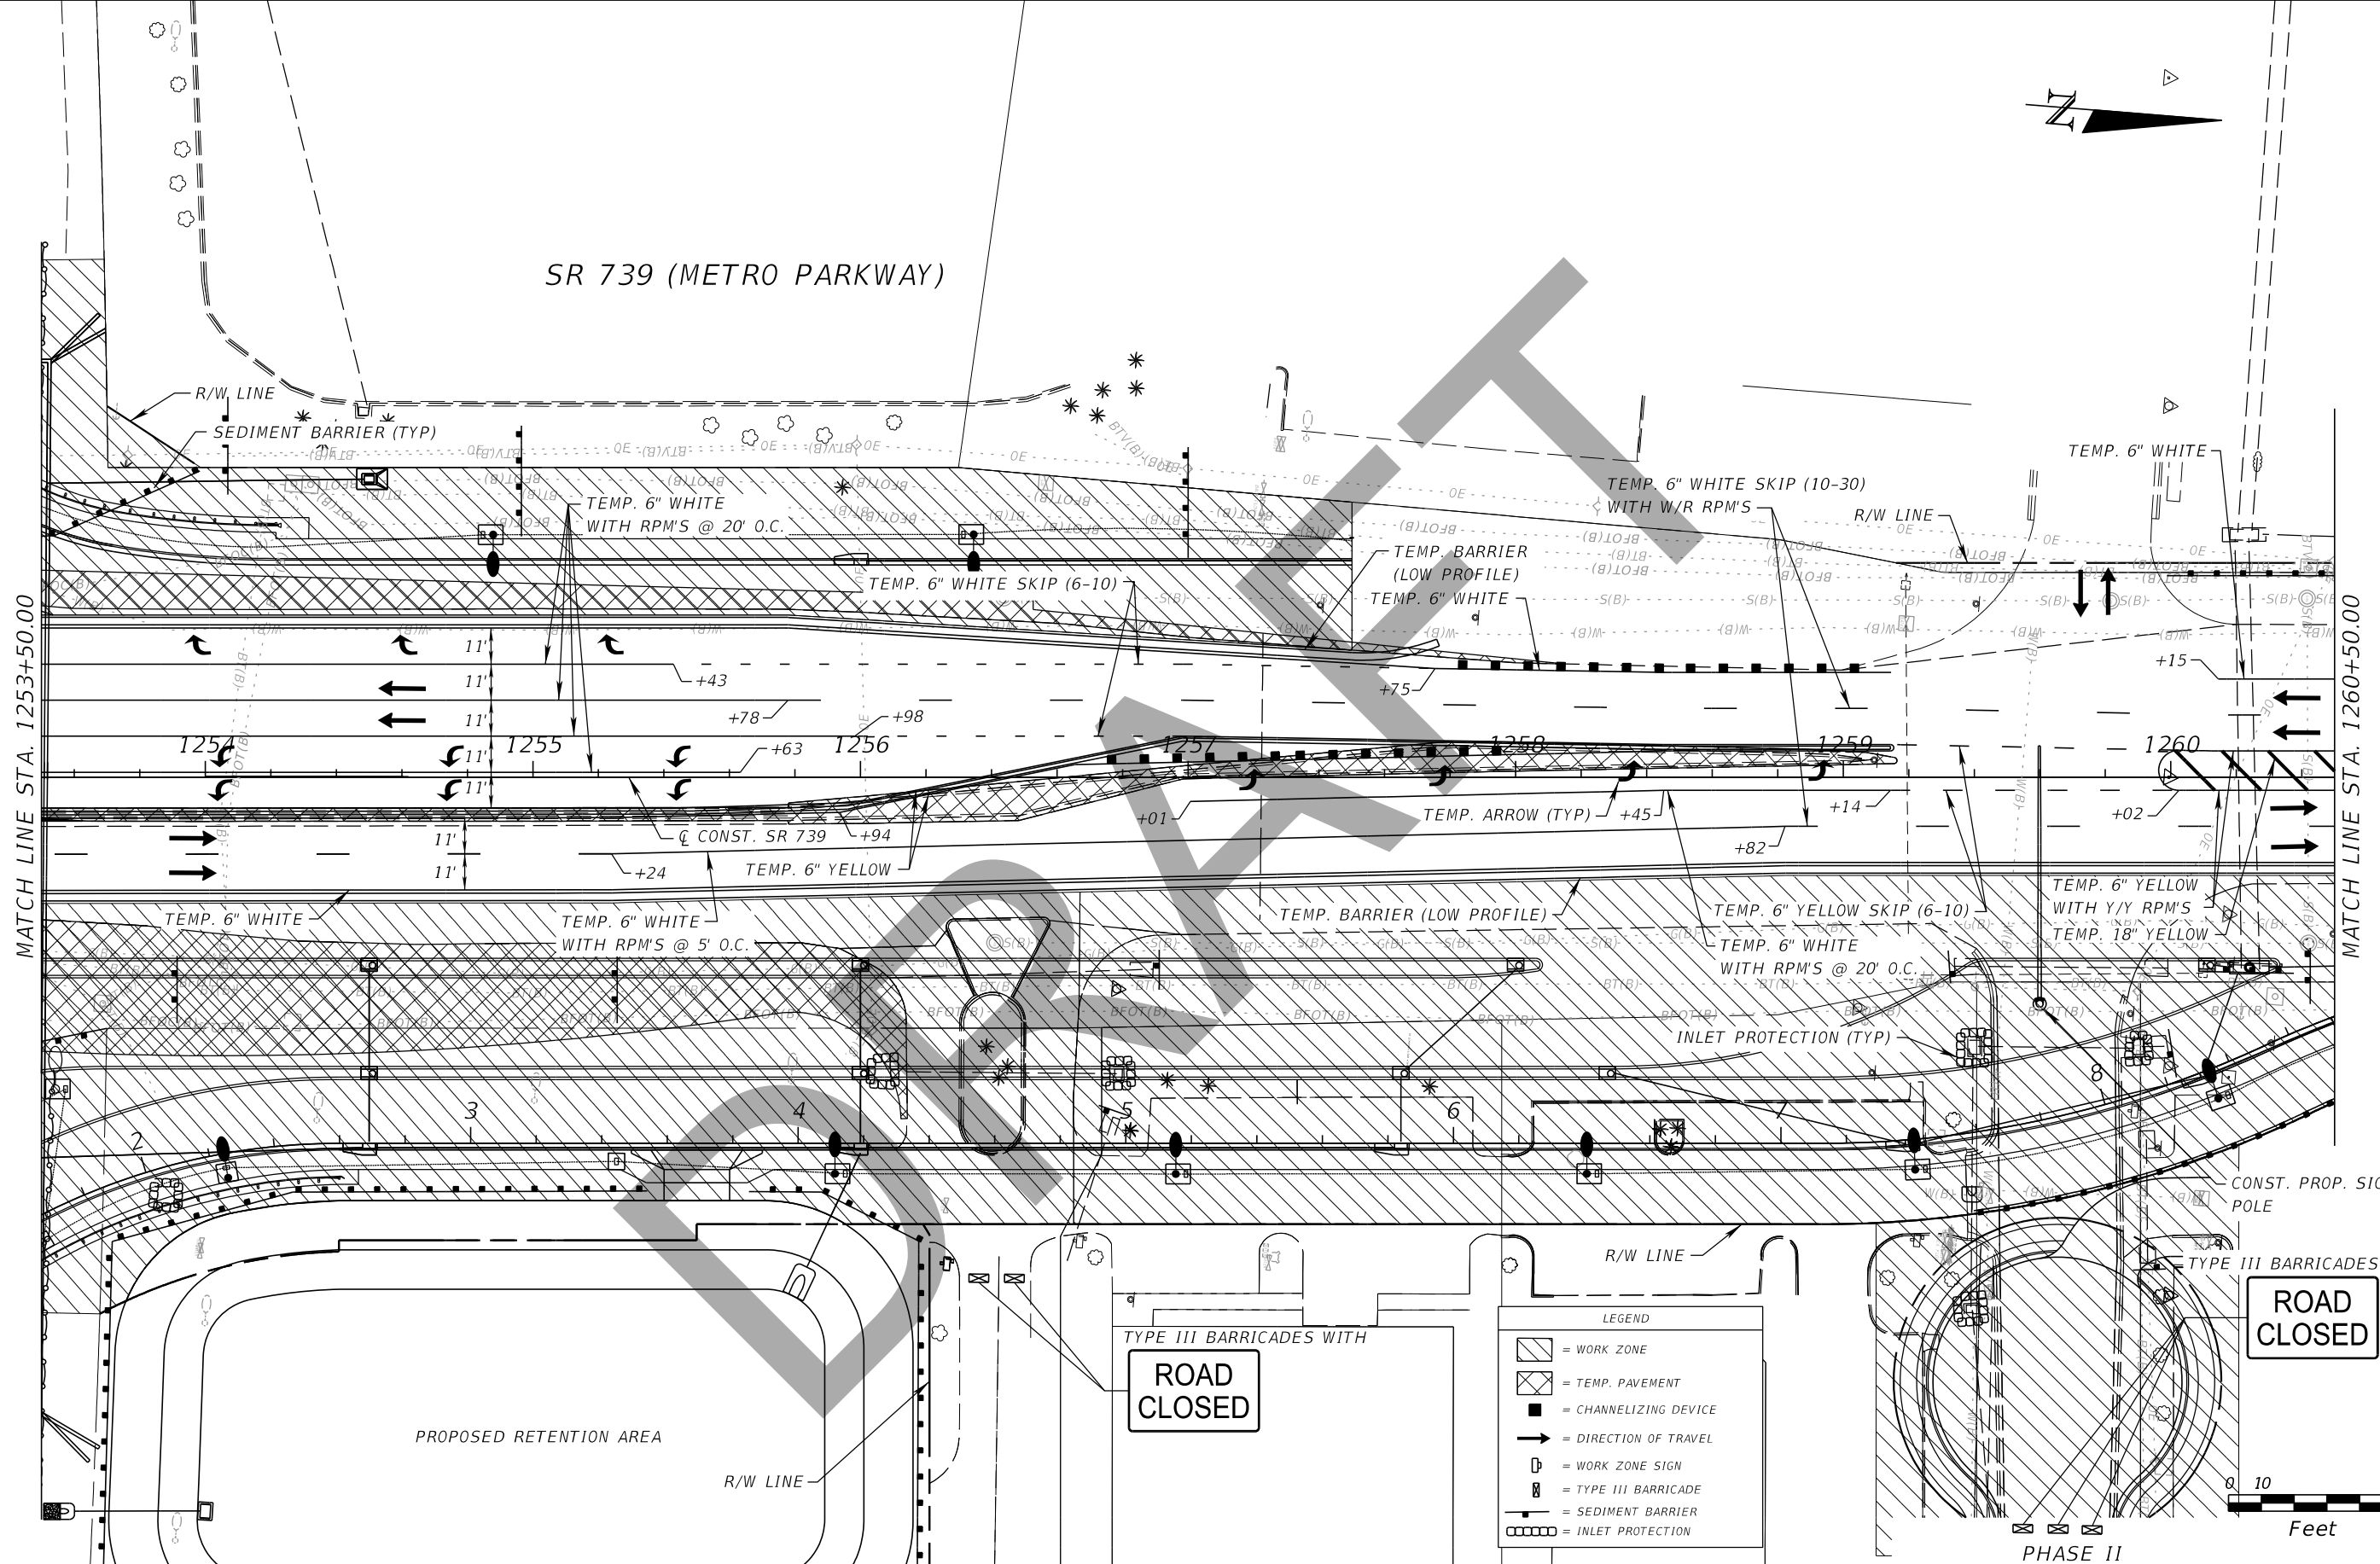 SR 739 (METRO PARKWAY)
N
R/W LINE
SEDIMENT BARRIER (TYP)
TEMP. 6" WHITE
WITH RPM'S @ 20' O.C.
TEMP. 6" WHITE SKIP (6-10)
TEMP. BARRIER
(LOW PROFILE)
TEMP. 6" WHITE
TEMP. 6" WHITE SKIP (10-30)
WITH W/R RPM'S
R/W LINE
TEMP. 6" WHITE
MATCH LINE STA. 1253+50.00
MATCH LINE STA. 1260+50.00
11'
11'
11'
11'
11'
11'
11'
+43
+78
+98
+63
+75
+15
1254
1255
1256
1257
1258
1259
1260
+94
+24
+01
+45
+14
+82
+02
℄ CONST. SR 739
TEMP. 6" YELLOW
TEMP. ARROW (TYP)
TEMP. 6" WHITE
TEMP. 6" WHITE
WITH RPM'S @ 5' O.C.
TEMP. BARRIER (LOW PROFILE)
TEMP. 6" YELLOW SKIP (6-10)
TEMP. 6" WHITE
WITH RPM'S @ 20' O.C.
TEMP. 6" YELLOW
WITH Y/Y RPM'S
TEMP. 18" YELLOW
INLET PROTECTION (TYP)
2
3
4
5
6
7
8
CONST. PROP. SIG
POLE
R/W LINE
TYPE III BARRICADES
ROAD
CLOSED
TYPE III BARRICADES WITH
ROAD
CLOSED
PROPOSED RETENTION AREA
R/W LINE
LEGEND
= WORK ZONE
= TEMP. PAVEMENT
= CHANNELIZING DEVICE
= DIRECTION OF TRAVEL
= WORK ZONE SIGN
= TYPE III BARRICADE
= SEDIMENT BARRIER
= INLET PROTECTION
0 10
Feet
PHASE II
DRAFT